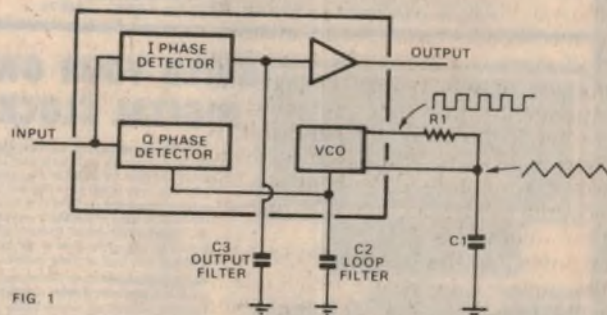 I PHASE
DETECTOR
OUTPUT
INPUT
Q PHASE
DETECTOR
VCO
R1
C1
C3
OUTPUT
FILTER
C2
LOOP
FILTER
FIG. 1